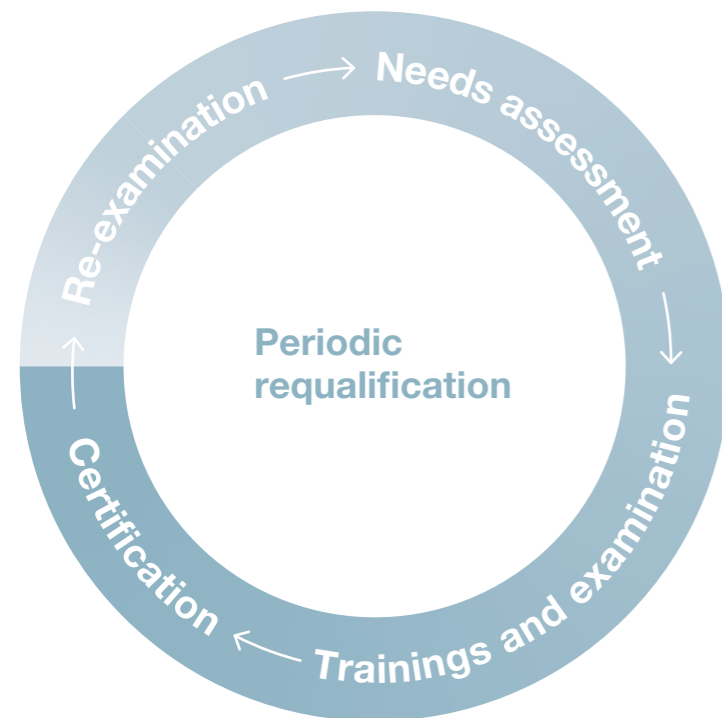 Needs assessment
Trainings and examination
Certification
Re-examination
Periodic
requalification